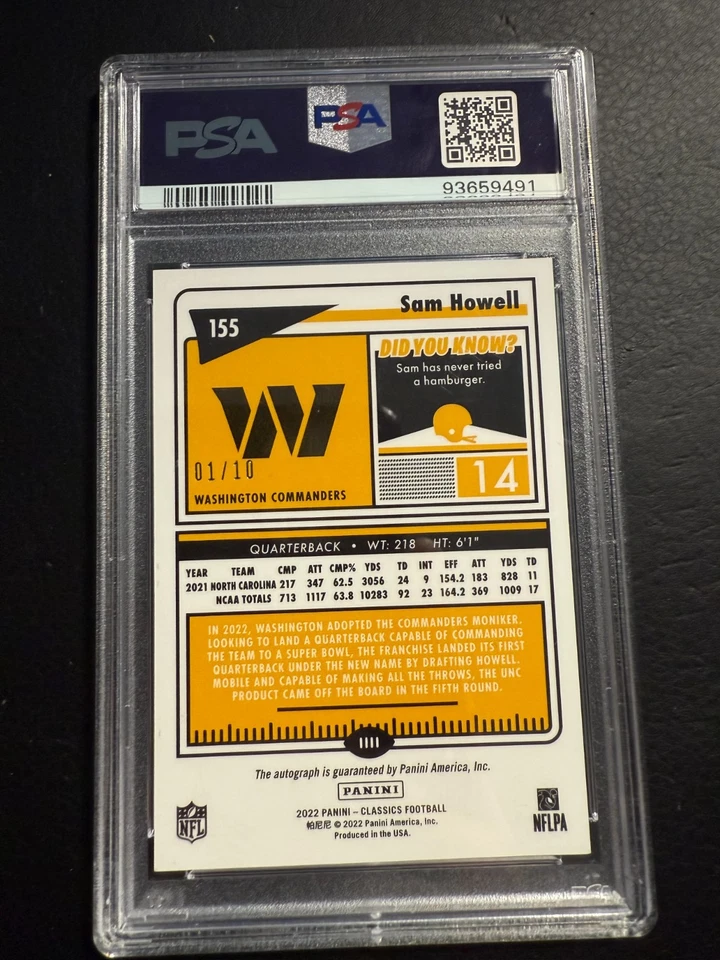 PSA
PSA
93659491
155
Sam Howell
DID YOU KNOW?
Sam has never tried
a hamburger.
W
01/10
WASHINGTON COMMANDERS
14
QUARTERBACK • WT: 218 HT: 6'1"
YEAR TEAM CMP ATT CMP% YDS TD INT EFF ATT YDS TD
2021 NORTH CAROLINA 217 347 62.5 3056 24 9 154.2 183 828 11
NCAA TOTALS 713 1117 63.8 10283 92 23 164.2 369 1009 17
IN 2022, WASHINGTON ADOPTED THE COMMANDERS MONIKER.
LOOKING TO LAND A QUARTERBACK CAPABLE OF COMMANDING
THE TEAM TO A SUPER BOWL, THE FRANCHISE LANDED ITS FIRST
QUARTERBACK UNDER THE NEW NAME BY DRAFTING HOWELL.
MOBILE AND CAPABLE OF MAKING ALL THE THROWS, THE UNC
PRODUCT CAME OFF THE BOARD IN THE FIFTH ROUND.
The autograph is guaranteed by Panini America, Inc.
PANINI
2022 PANINI – CLASSICS FOOTBALL
帕尼尼 © 2022 Panini America, Inc.
Produced in the USA.
NFL
NFLPA